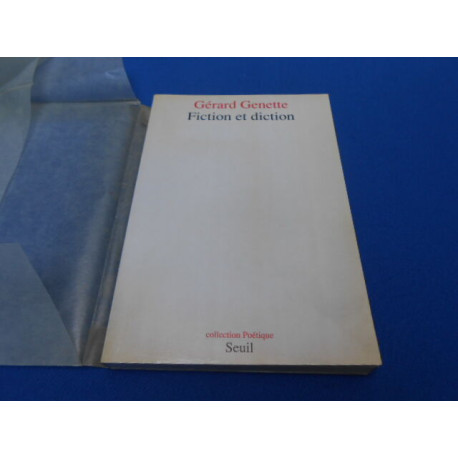 Gérard Genette
Fiction et diction
collection Poétique
Seuil